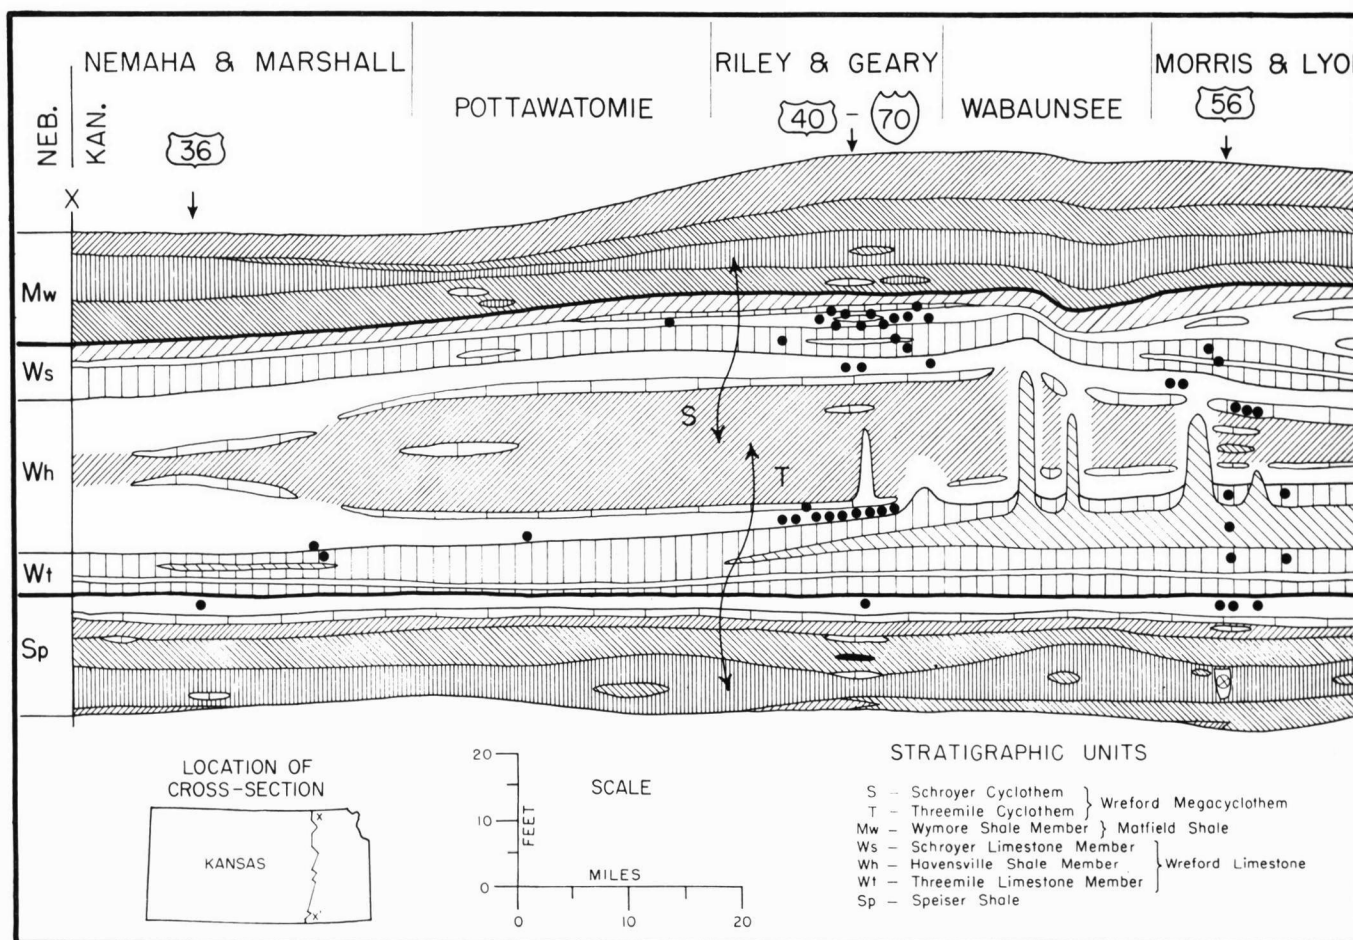 NEMAHA & MARSHALL
RILEY & GEARY
MORRIS & LYO
POTTAWATOMIE
WABAUNSEE
NEB.
KAN.
36
40 - 70
56
X
Mw
Ws
Wh
Wt
Sp
S
T
LOCATION OF
CROSS-SECTION
KANSAS
X
X'
SCALE
20
10
0
FEET
MILES
0
10
20
STRATIGRAPHIC UNITS
S - Schroyer Cyclothem
T - Threemile Cyclothem
} Wreford Megacyclothem
Mw - Wymore Shale Member } Matfield Shale
Ws - Schroyer Limestone Member
Wh - Havensville Shale Member
Wt - Threemile Limestone Member
} Wreford Limestone
Sp - Speiser Shale